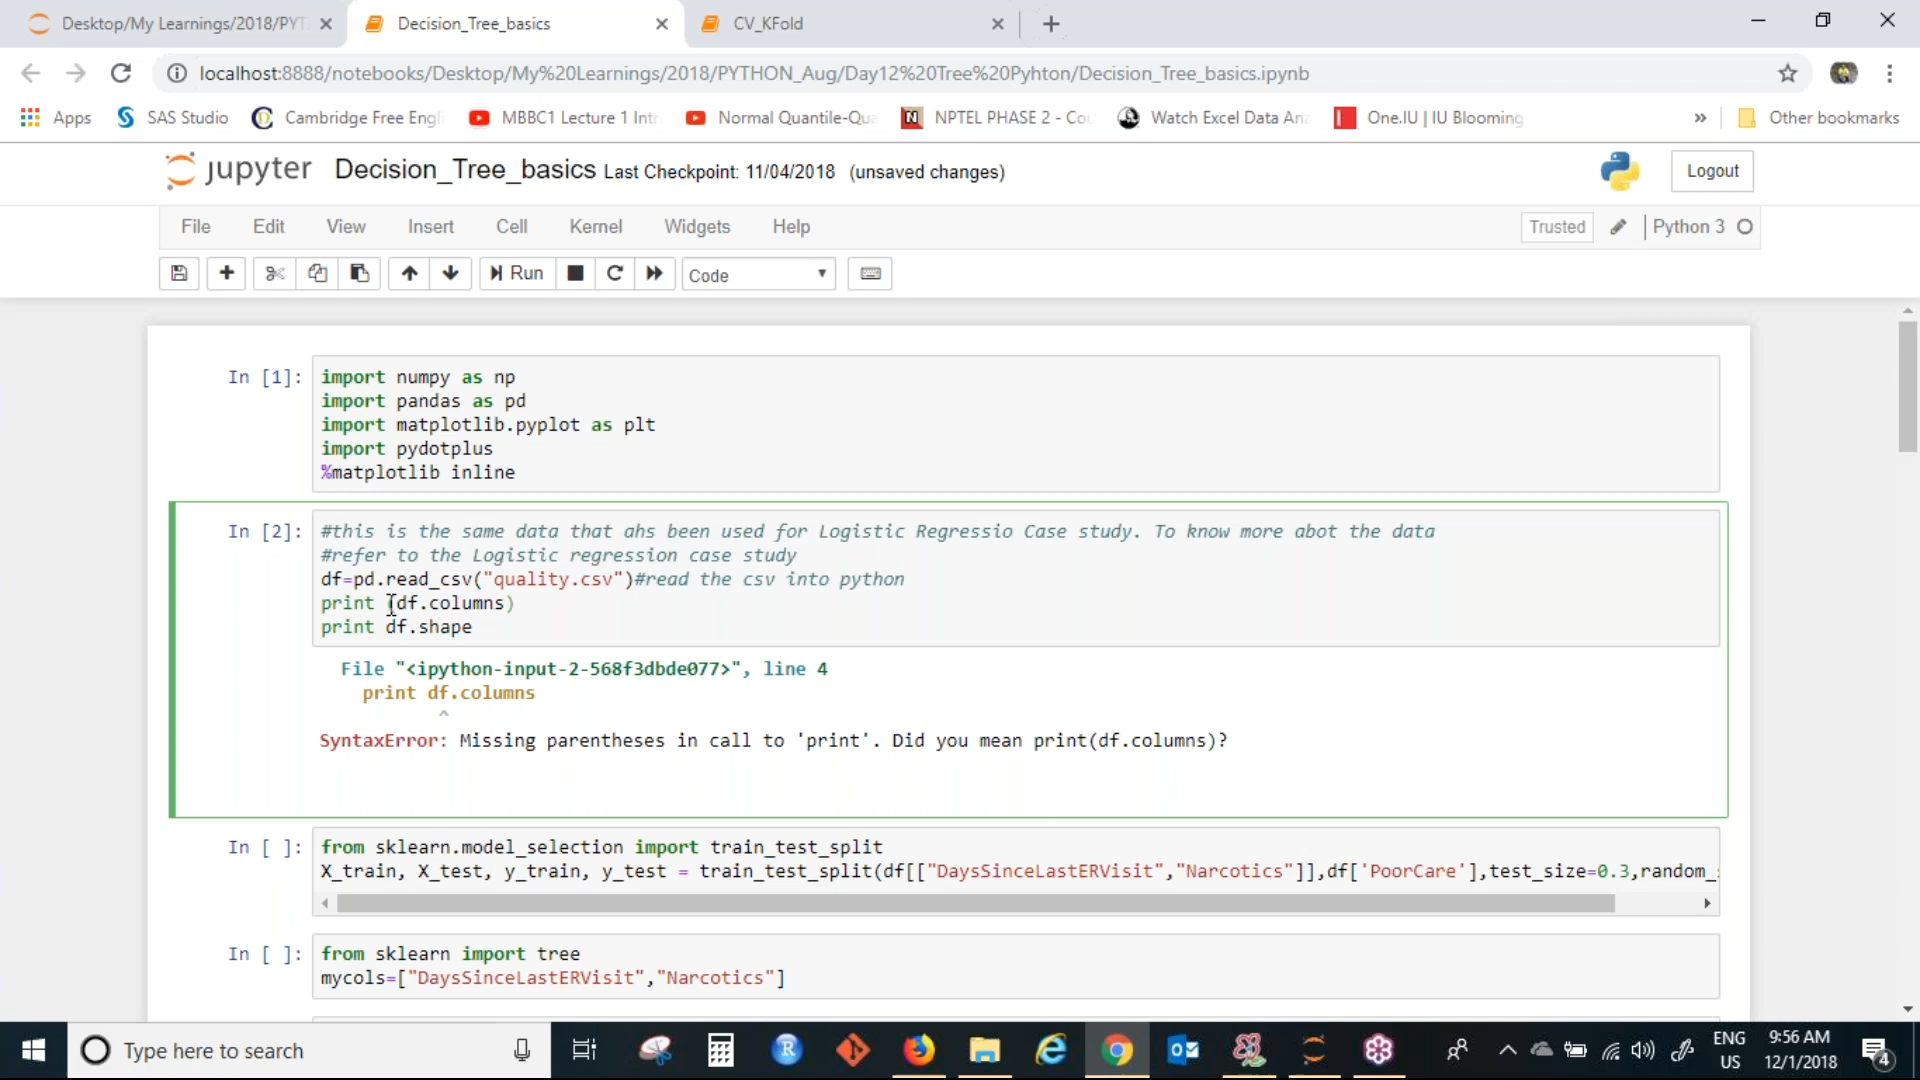 Desktop/My Learnings/2018/PYT
Decision_Tree_basics
CV_KFold
localhost:8888/notebooks/Desktop/My%20Learnings/2018/PYTHON_Aug/Day12%20Tree%20Pyhton/Decision_Tree_basics.ipynb
Apps SAS Studio Cambridge Free Engl MBBC1 Lecture 1 Intr Normal Quantile-Qua NPTEL PHASE 2 - Cou Watch Excel Data Ana One.IU | IU Blooming » Other bookmarks
jupyter Decision_Tree_basics Last Checkpoint: 11/04/2018 (unsaved changes) Logout
File Edit View Insert Cell Kernel Widgets Help Trusted Python 3
Run Code
In [1]: import numpy as np
import pandas as pd
import matplotlib.pyplot as plt
import pydotplus
%matplotlib inline
In [2]: #this is the same data that ahs been used for Logistic Regressio Case study. To know more abot the data
#refer to the Logistic regression case study
df=pd.read_csv("quality.csv")#read the csv into python
print (df.columns)
print df.shape
File "<ipython-input-2-568f3dbde077>", line 4
print df.columns
^
SyntaxError: Missing parentheses in call to 'print'. Did you mean print(df.columns)?
In [ ]: from sklearn.model_selection import train_test_split
X_train, X_test, y_train, y_test = train_test_split(df[["DaysSinceLastERVisit","Narcotics"]],df['PoorCare'],test_size=0.3,random_
In [ ]: from sklearn import tree
mycols=["DaysSinceLastERVisit","Narcotics"]
Type here to search
ENG
US
9:56 AM
12/1/2018
4